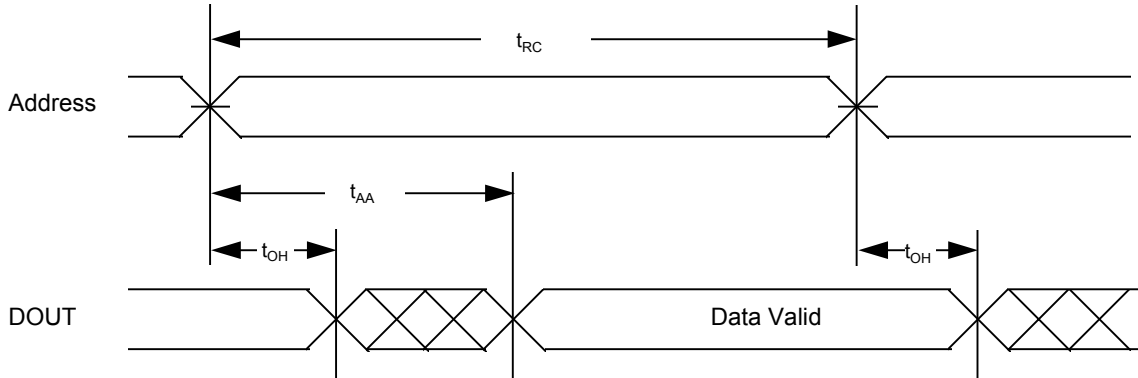 tRC
Address
tAA
tOH
tOH
DOUT
Data Valid